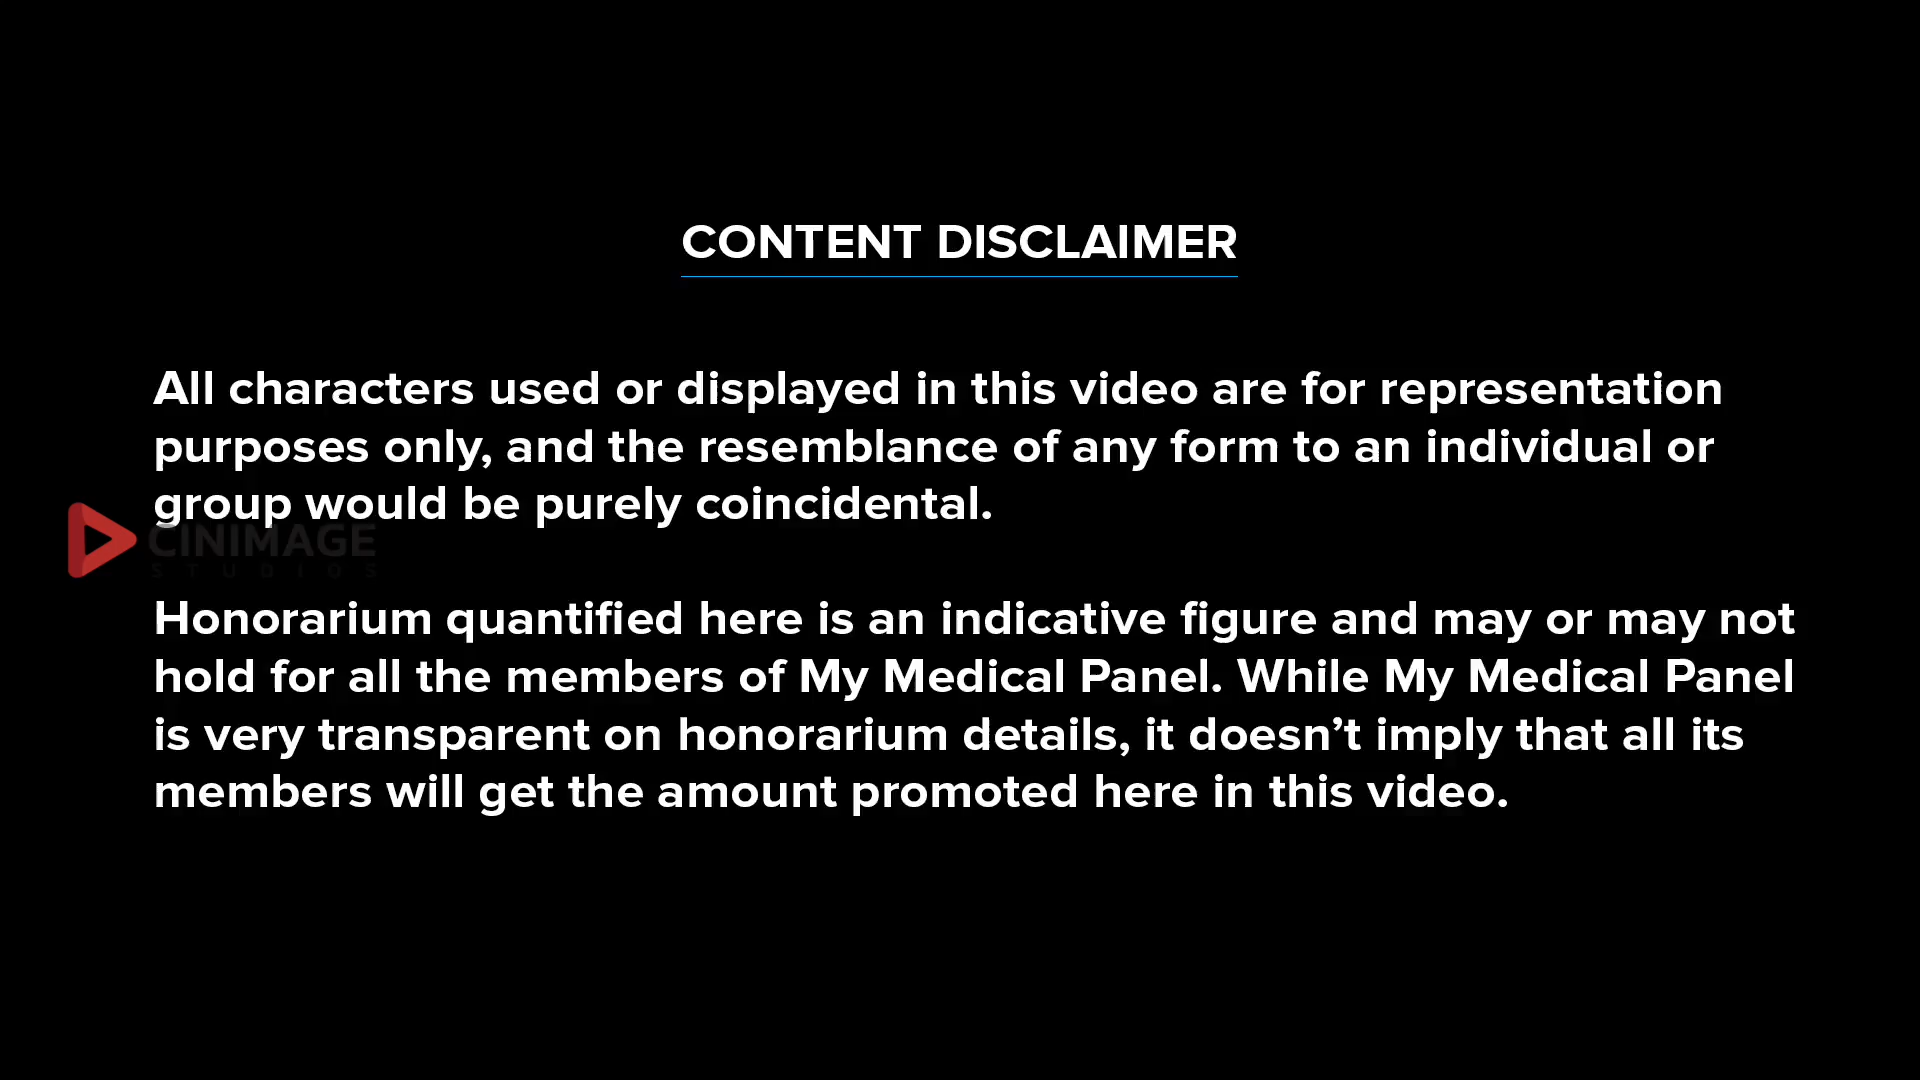 CONTENT DISCLAIMER
All characters used or displayed in this video are for representation
purposes only, and the resemblance of any form to an individual or
group would be purely coincidental.
CINIMAGE
STUDIOS
Honorarium quantified here is an indicative figure and may or may not
hold for all the members of My Medical Panel. While My Medical Panel
is very transparent on honorarium details, it doesn’t imply that all its
members will get the amount promoted here in this video.